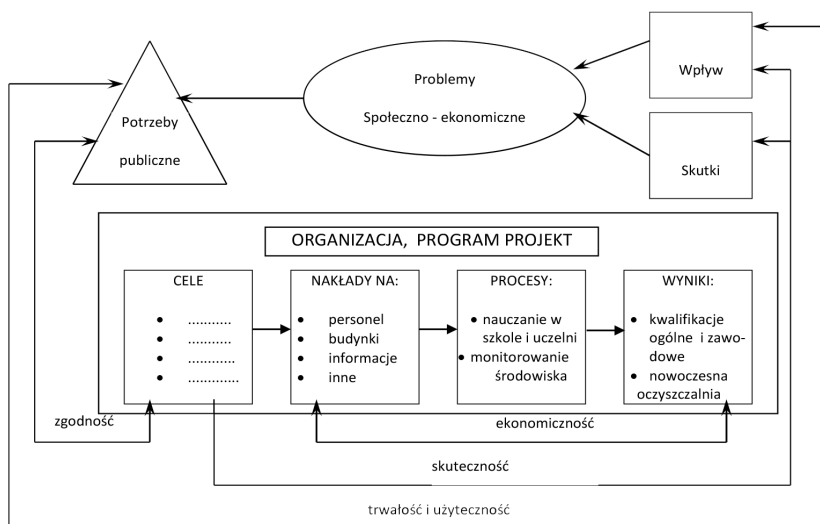 Problemy
Społeczno - ekonomiczne
Wpływ
Potrzeby
publiczne
Skutki
ORGANIZACJA, PROGRAM PROJEKT
CELE
• ...........
• ...........
• ............
• .............
NAKŁADY NA:
• personel
• budynki
• informacje
• inne
PROCESY:
• nauczanie w
szkole i uczelni
• monitorowanie
środowiska
WYNIKI:
• kwalifikacje
ogólne i zawo-
dowe
• nowoczesna
oczyszczalnia
zgodność
ekonomiczność
skuteczność
trwałość i użyteczność